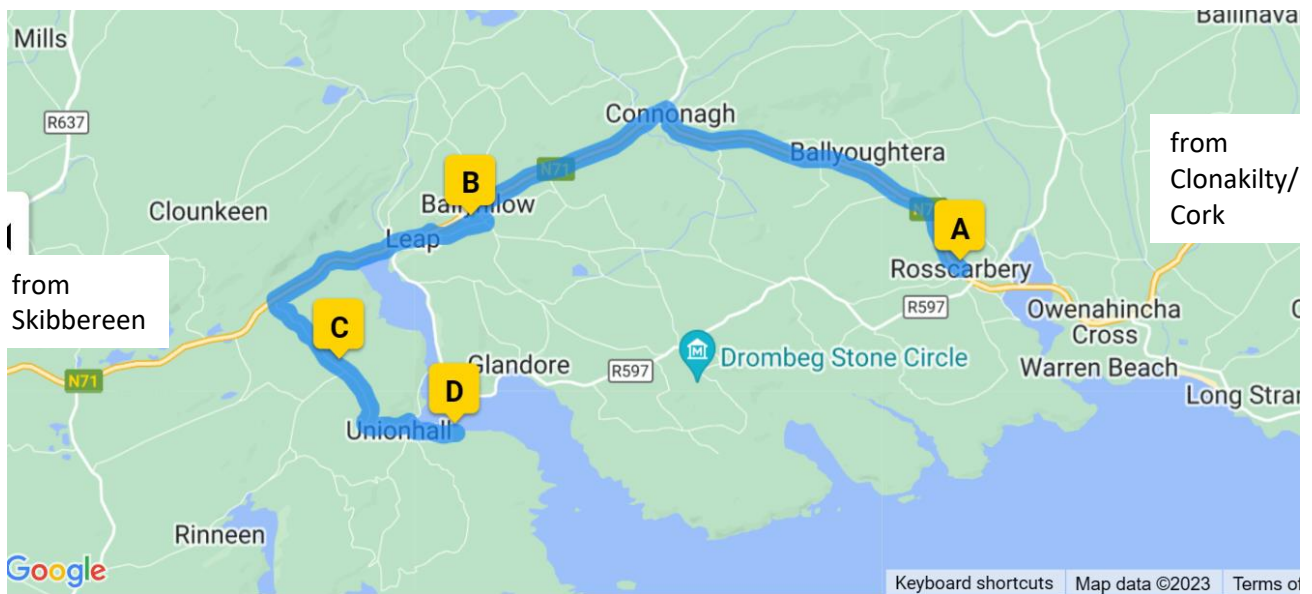 Mills
Ballinava
R637
Connonagh
from
Clonakilty/
Cork
Ballyoughtera
N71
B
Clounkeen
N7
A
Leap
Rosscarbery
from
Skibbereen
R597
Owenahincha
Cross
C
Drombeg Stone Circle
Glandore
R597
Warren Beach
N71
D
Long Stran
Unionhall
Rinneen
Google
Keyboard shortcuts
Map data ©2023
Terms of